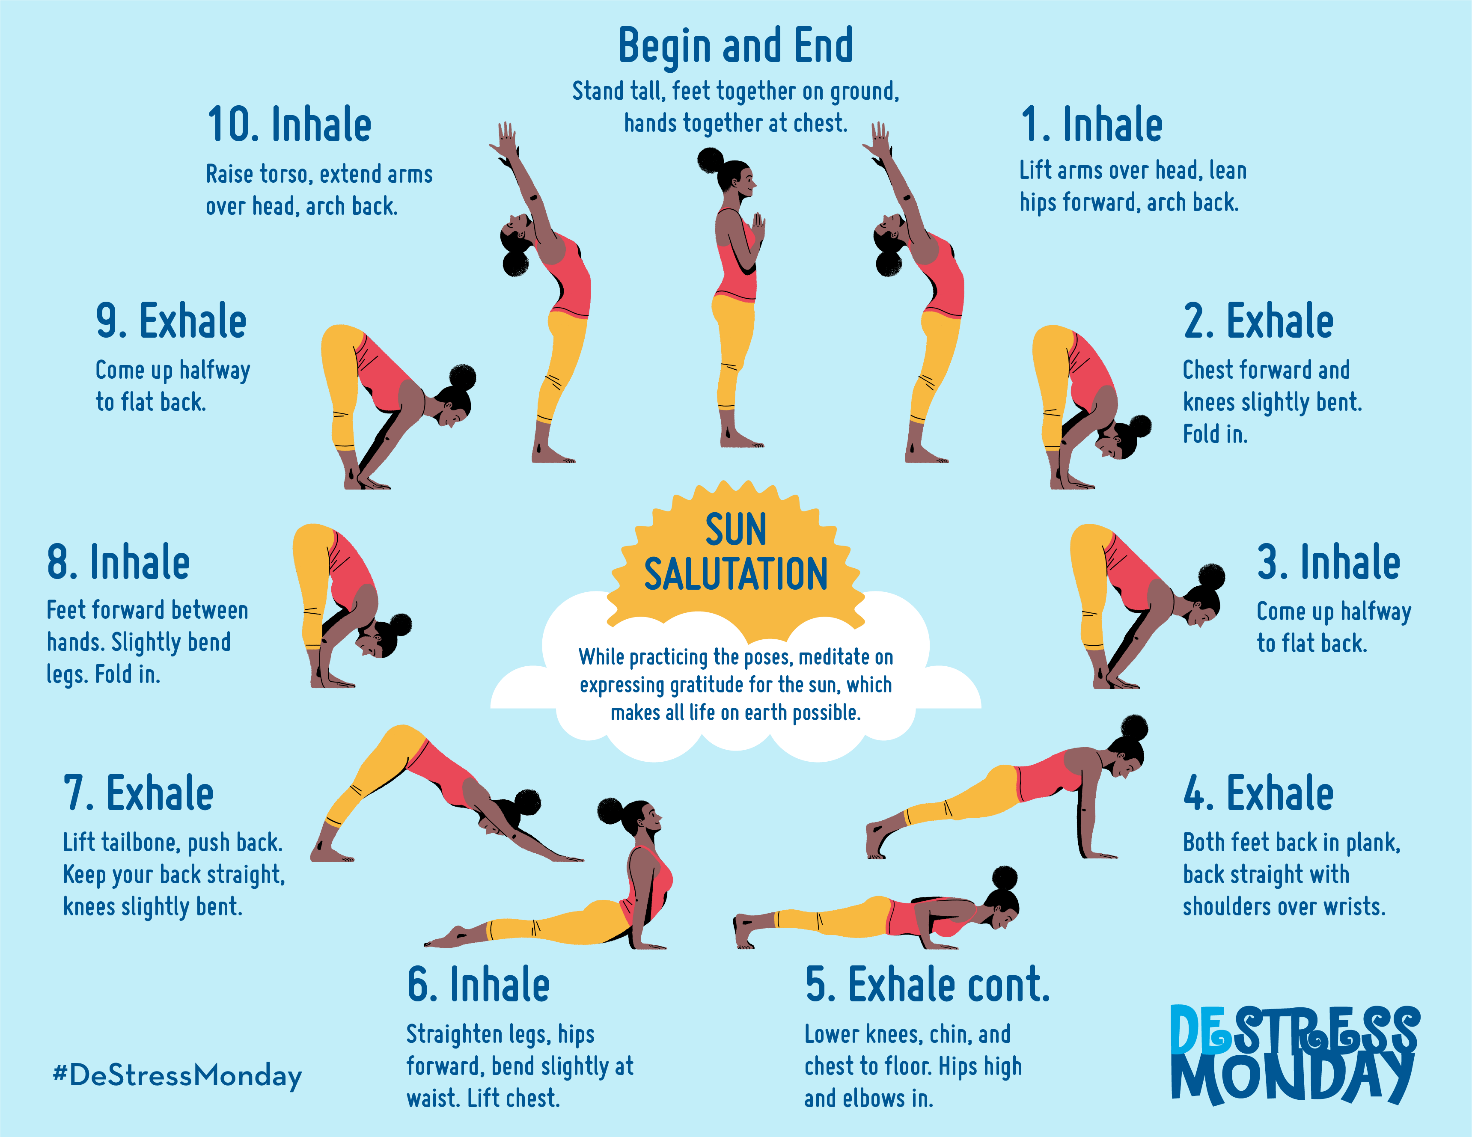 Begin and End
Stand tall, feet together on ground,
hands together at chest.
1. Inhale
Lift arms over head, lean
hips forward, arch back.
2. Exhale
Chest forward and
knees slightly bent.
Fold in.
3. Inhale
Come up halfway
to flat back.
4. Exhale
Both feet back in plank,
back straight with
shoulders over wrists.
5. Exhale cont.
Lower knees, chin, and
chest to floor. Hips high
and elbows in.
6. Inhale
Straighten legs, hips
forward, bend slightly at
waist. Lift chest.
7. Exhale
Lift tailbone, push back.
Keep your back straight,
knees slightly bent.
8. Inhale
Feet forward between
hands. Slightly bend
legs. Fold in.
9. Exhale
Come up halfway
to flat back.
10. Inhale
Raise torso, extend arms
over head, arch back.
SUN
SALUTATION
While practicing the poses, meditate on
expressing gratitude for the sun, which
makes all life on earth possible.
#DeStressMonday
DESTRESS
MONDAY